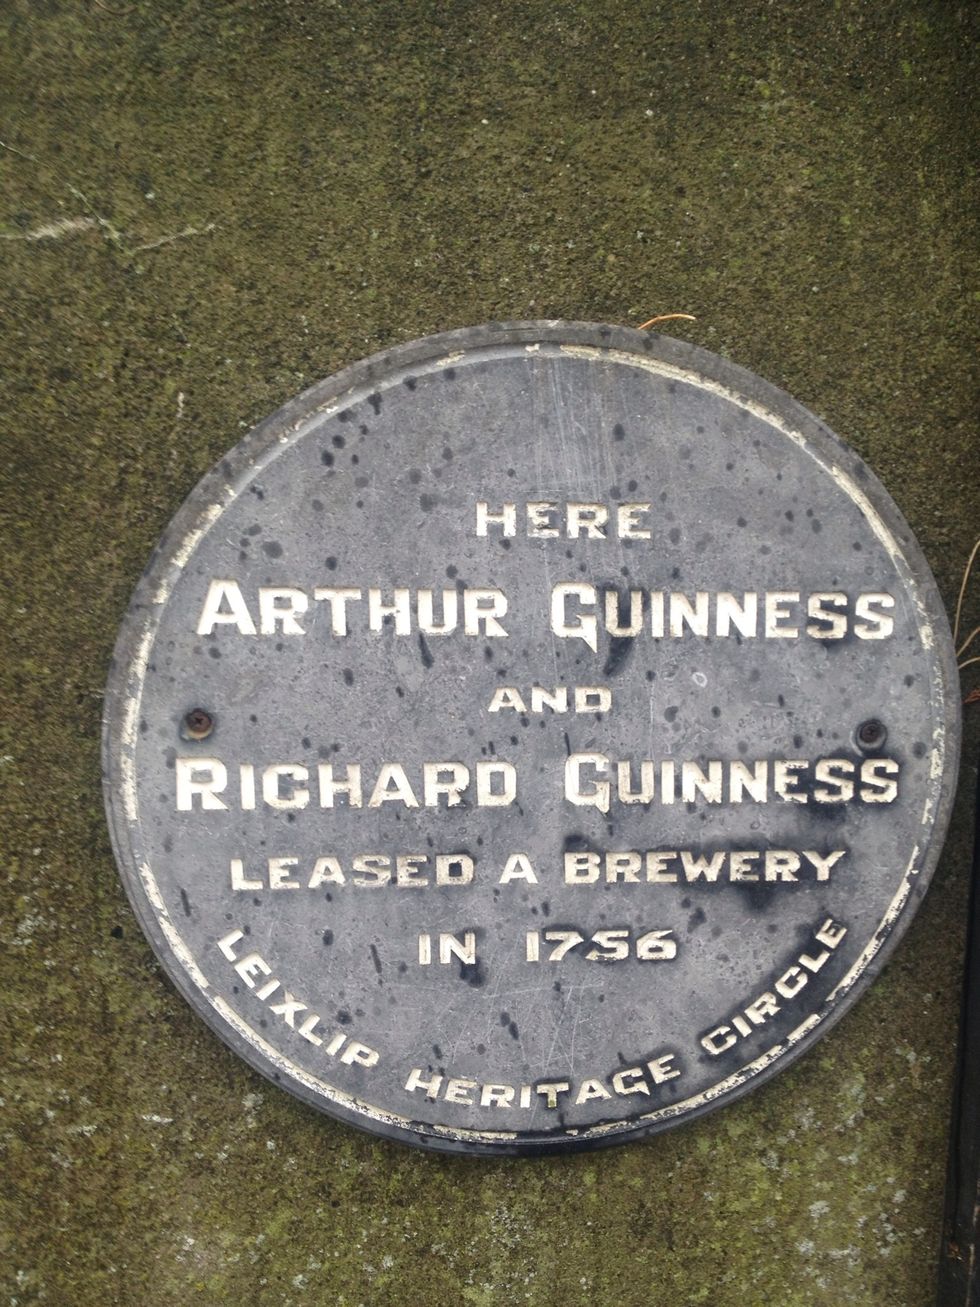 HERE
ARTHUR GUINNESS
AND
RICHARD GUINNESS
LEASED A BREWERY
IN 1756
LEIXLIP HERITAGE CIRCLE